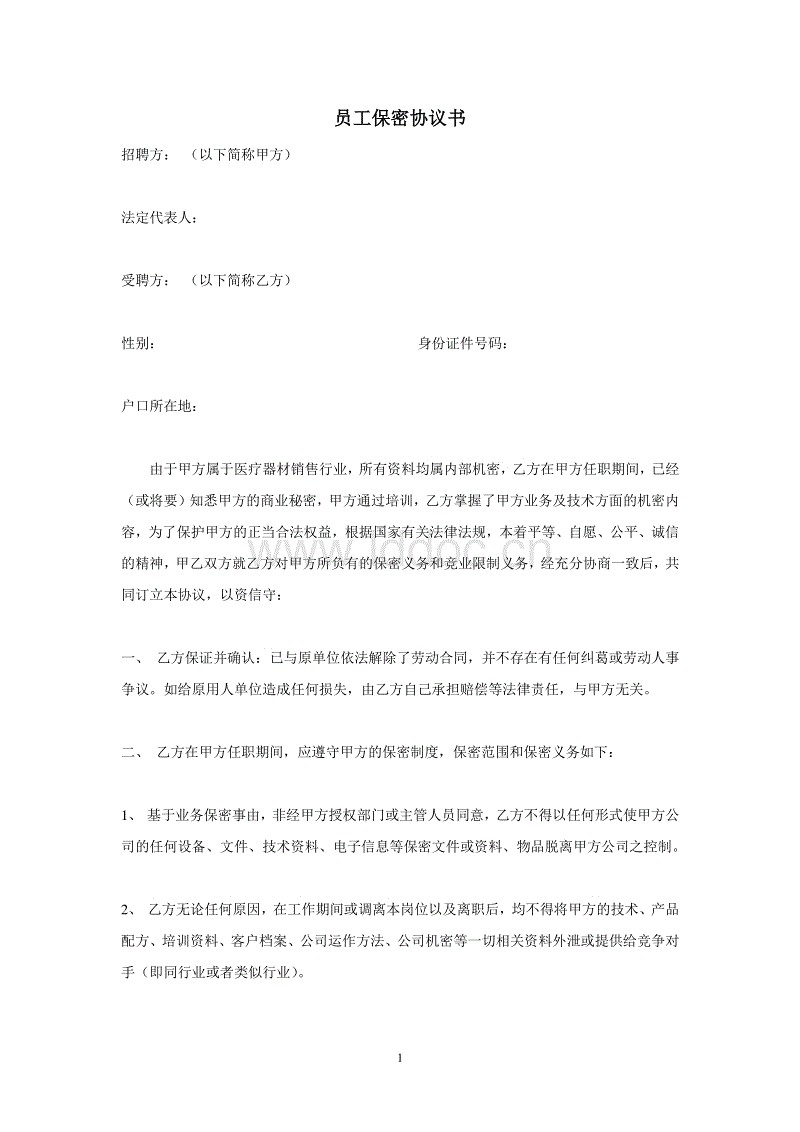 员工保密协议书
招聘方： （以下简称甲方）
法定代表人：
受聘方： （以下简称乙方）
性别： 身份证件号码：
户口所在地：
由于甲方属于医疗器材销售行业，所有资料均属内部机密，乙方在甲方任职期间，已经
（或将要）知悉甲方的商业秘密，甲方通过培训，乙方掌握了甲方业务及技术方面的机密内
容，为了保护甲方的正当合法权益，根据国家有关法律法规，本着平等、自愿、公平、诚信
的精神，甲乙双方就乙方对甲方所负有的保密义务和竞业限制义务，经充分协商一致后，共
同订立本协议，以资信守：
www.lddoc.cn
一、 乙方保证并确认：已与原单位依法解除了劳动合同，并不存在有任何纠葛或劳动人事
争议。如给原用人单位造成任何损失，由乙方自己承担赔偿等法律责任，与甲方无关。
二、 乙方在甲方任职期间，应遵守甲方的保密制度，保密范围和保密义务如下：
1、 基于业务保密事由，非经甲方授权部门或主管人员同意，乙方不得以任何形式使甲方公
司的任何设备、文件、技术资料、电子信息等保密文件或资料、物品脱离甲方公司之控制。
2、 乙方无论任何原因，在工作期间或调离本岗位以及离职后，均不得将甲方的技术、产品
配方、培训资料、客户档案、公司运作方法、公司机密等一切相关资料外泄或提供给竞争对
手（即同行业或者类似行业）。
1